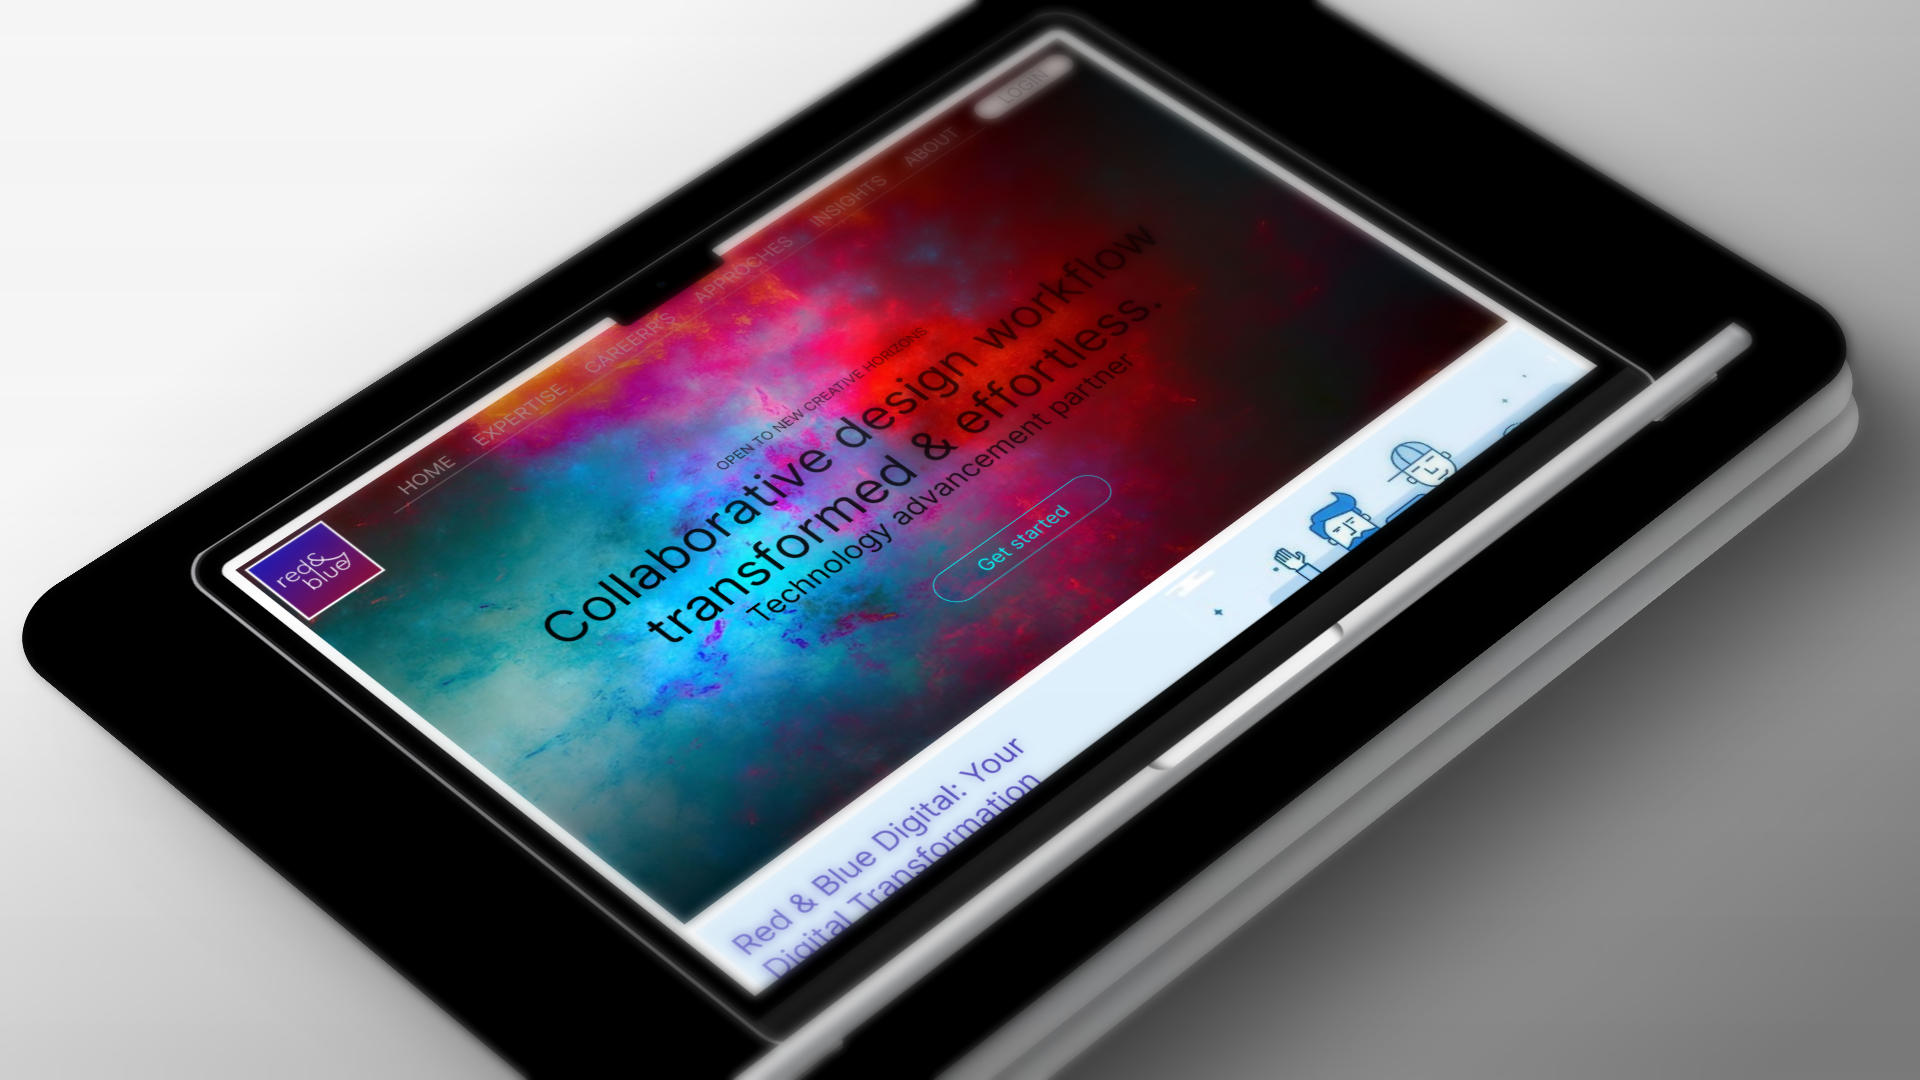 red&
blue
HOME EXPERTISE CAREERR'S APPROCHES INSIGHTS ABOUT LOGIN
OPEN TO NEW CREATIVE HORIZONS
Collaborative design workflow
transformed & effortless.
Technology advancement partner
Get started
Red & Blue Digital: Your
Digital Transformation